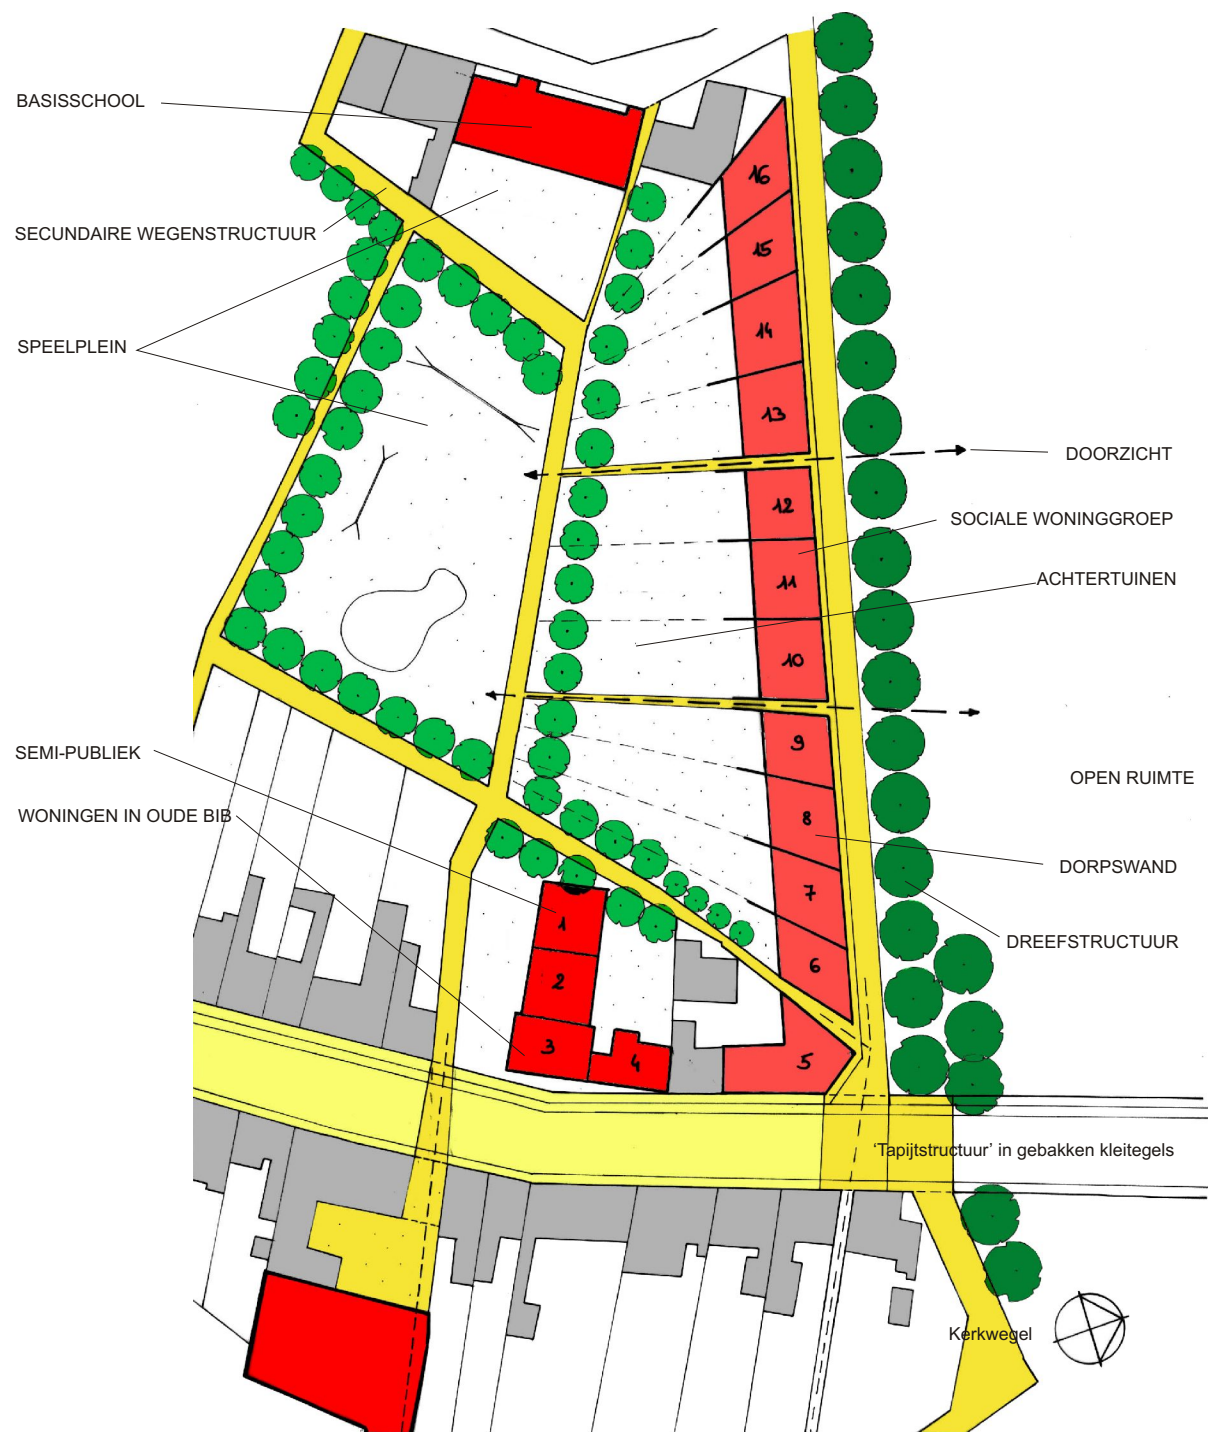 BASISSCHOOL
16
SECUNDAIRE WEGENSTRUCTUUR
15
14
SPEELPLEIN
13
DOORZICHT
12
SOCIALE WONINGGROEP
11
ACHTERTUINEN
10
9
SEMI-PUBLIEK
OPEN RUIMTE
WONINGEN IN OUDE BIB
8
DORPSWAND
7
1
DREEFSTRUCTUUR
6
2
3
4
5
'Tapijtstructuur' in gebakken kleitegels
Kerkwegel